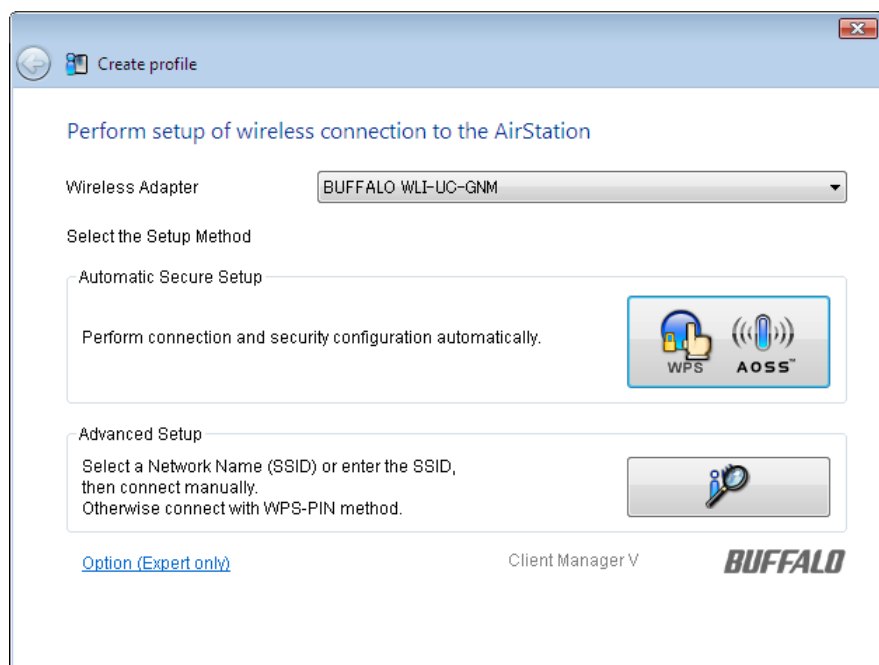 Create profile
Perform setup of wireless connection to the AirStation
Wireless Adapter
BUFFALO WLI-UC-GNM
Select the Setup Method
Automatic Secure Setup
Perform connection and security configuration automatically.
WPS
AOSS™
Advanced Setup
Select a Network Name (SSID) or enter the SSID,
then connect manually.
Otherwise connect with WPS-PIN method.
Option (Expert only)
Client Manager V
BUFFALO